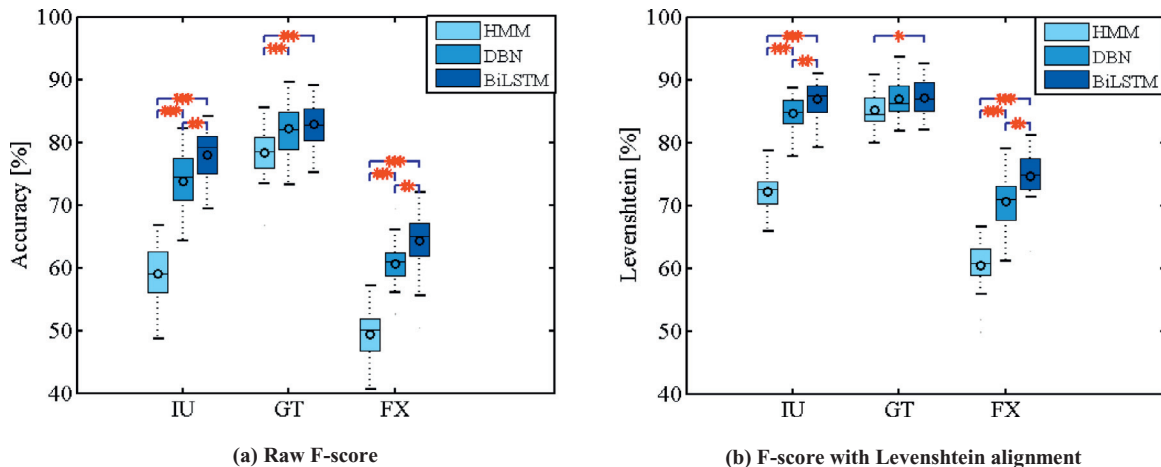 100
90
80
70
60
50
40
Accuracy [%]
HMM
DBN
BiLSTM
***
***
**
***
***
***
***
**
IU
GT
FX
(a) Raw F-score
100
90
80
70
60
50
40
Levenshtein [%]
HMM
DBN
BiLSTM
***
***
**
*
***
***
**
IU
GT
FX
(b) F-score with Levenshtein alignment